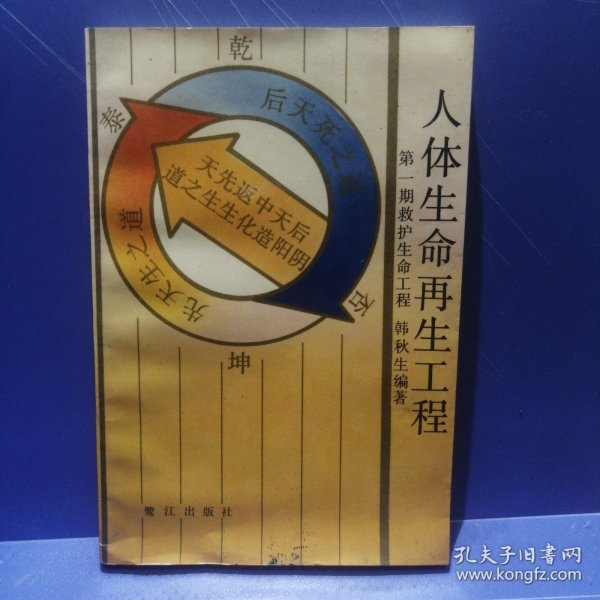 人体生命再生工程
第一期救护生命工程 韩秋生编著
乾
后天死之道
泰
后天中返先天
阴阳造化生生之道
先天生之道
否
坤
鹭江出版社
孔夫子旧书网
www.kongfz.com